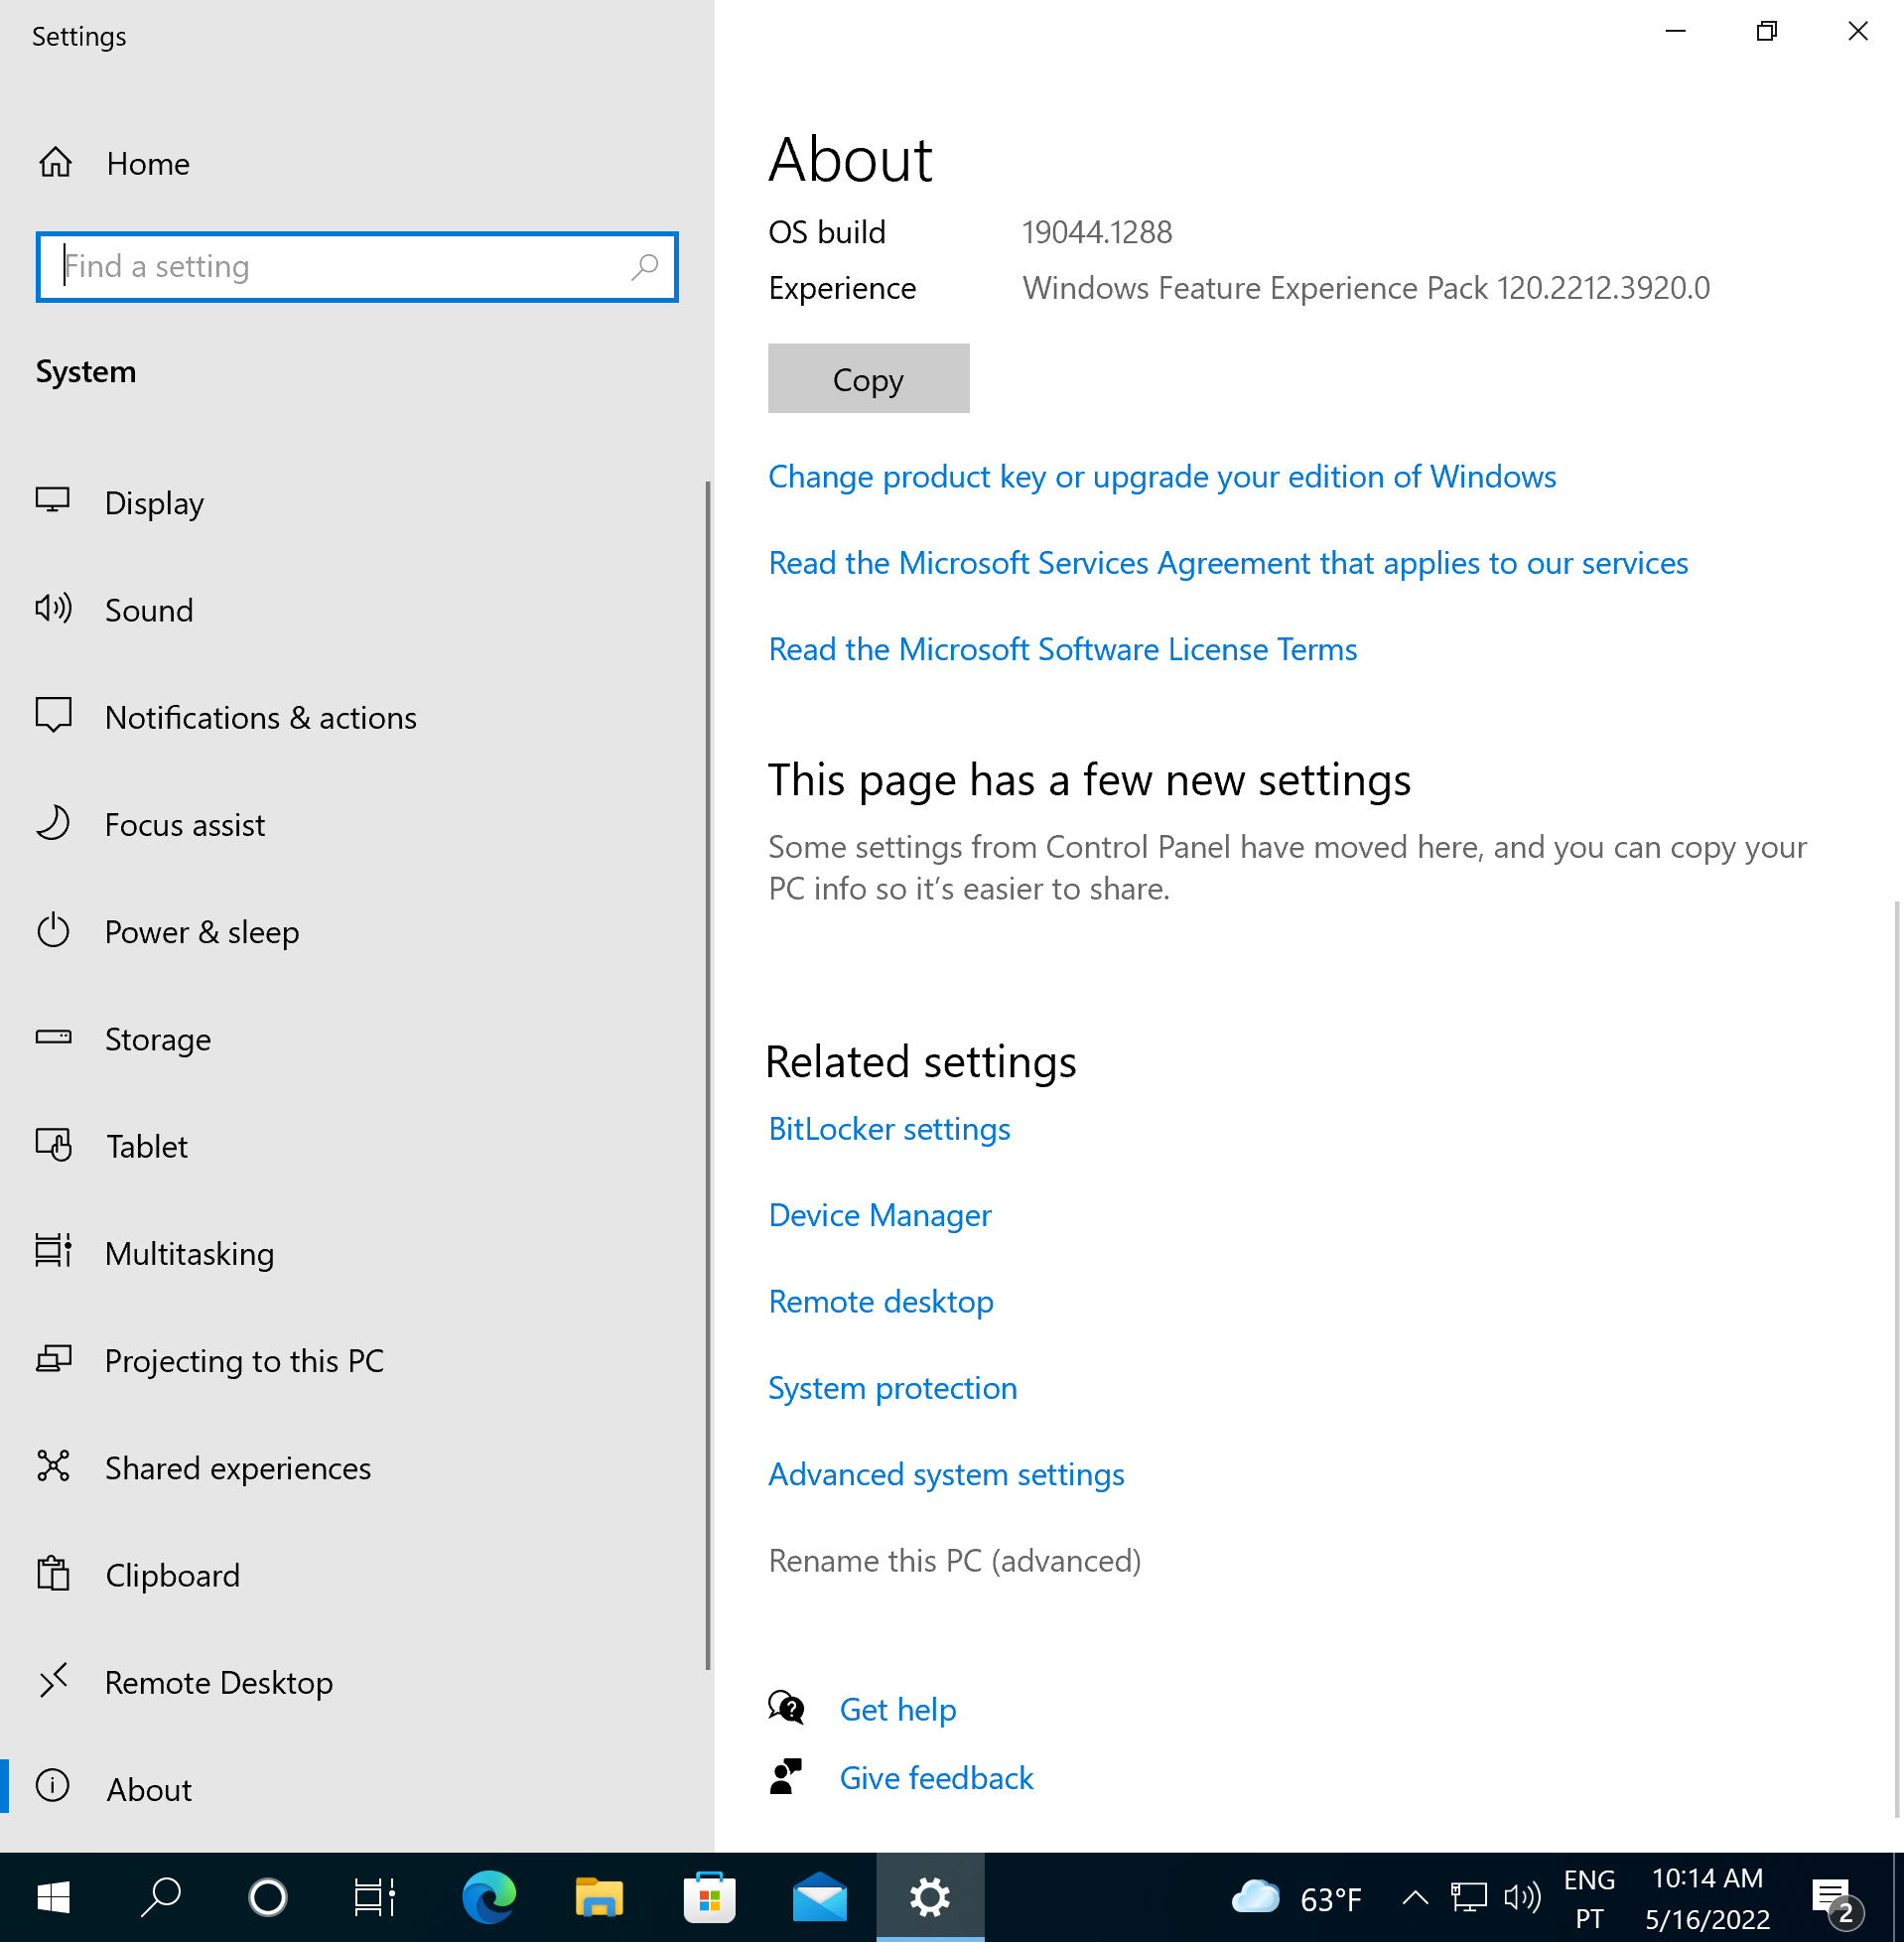 Settings
Home
Find a setting
System
Display
Sound
Notifications & actions
Focus assist
Power & sleep
Storage
Tablet
Multitasking
Projecting to this PC
Shared experiences
Clipboard
Remote Desktop
About
About
OS build 19044.1288
Experience Windows Feature Experience Pack 120.2212.3920.0
Copy
Change product key or upgrade your edition of Windows
Read the Microsoft Services Agreement that applies to our services
Read the Microsoft Software License Terms
This page has a few new settings
Some settings from Control Panel have moved here, and you can copy your
PC info so it’s easier to share.
Related settings
BitLocker settings
Device Manager
Remote desktop
System protection
Advanced system settings
Rename this PC (advanced)
Get help
Give feedback
63°F
ENG
PT
10:14 AM
5/16/2022
2